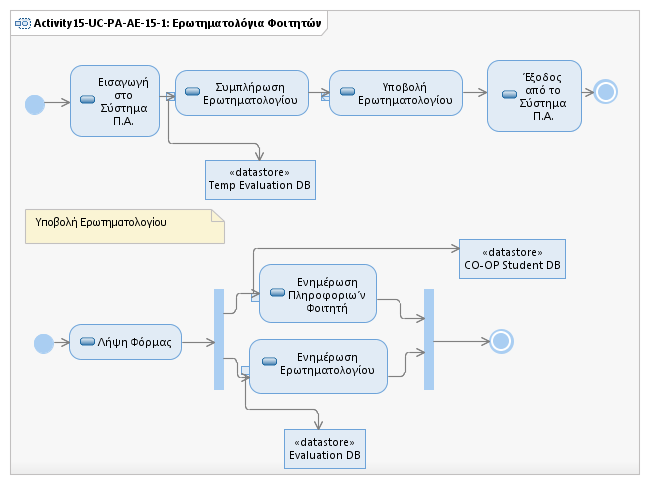 Activity15-UC-PA-AE-15-1: Ερωτηματολόγια Φοιτητών
Εισαγωγή
στο
Σύστημα
Π.Α.
Συμπλήρωση
Ερωτηματολογίου
Υποβολή
Ερωτηματολογίου
Έξοδος
από το
Σύστημα
Π.Α.
«datastore»
Temp Evaluation DB
Υποβολή Ερωτηματολογίου
«datastore»
CO-OP Student DB
Ενημέρωση
Πληροφοριω΄ν
Φοιτητή
Λήψη Φόρμας
Ενημέρωση
Ερωτηματολογίου
«datastore»
Evaluation DB